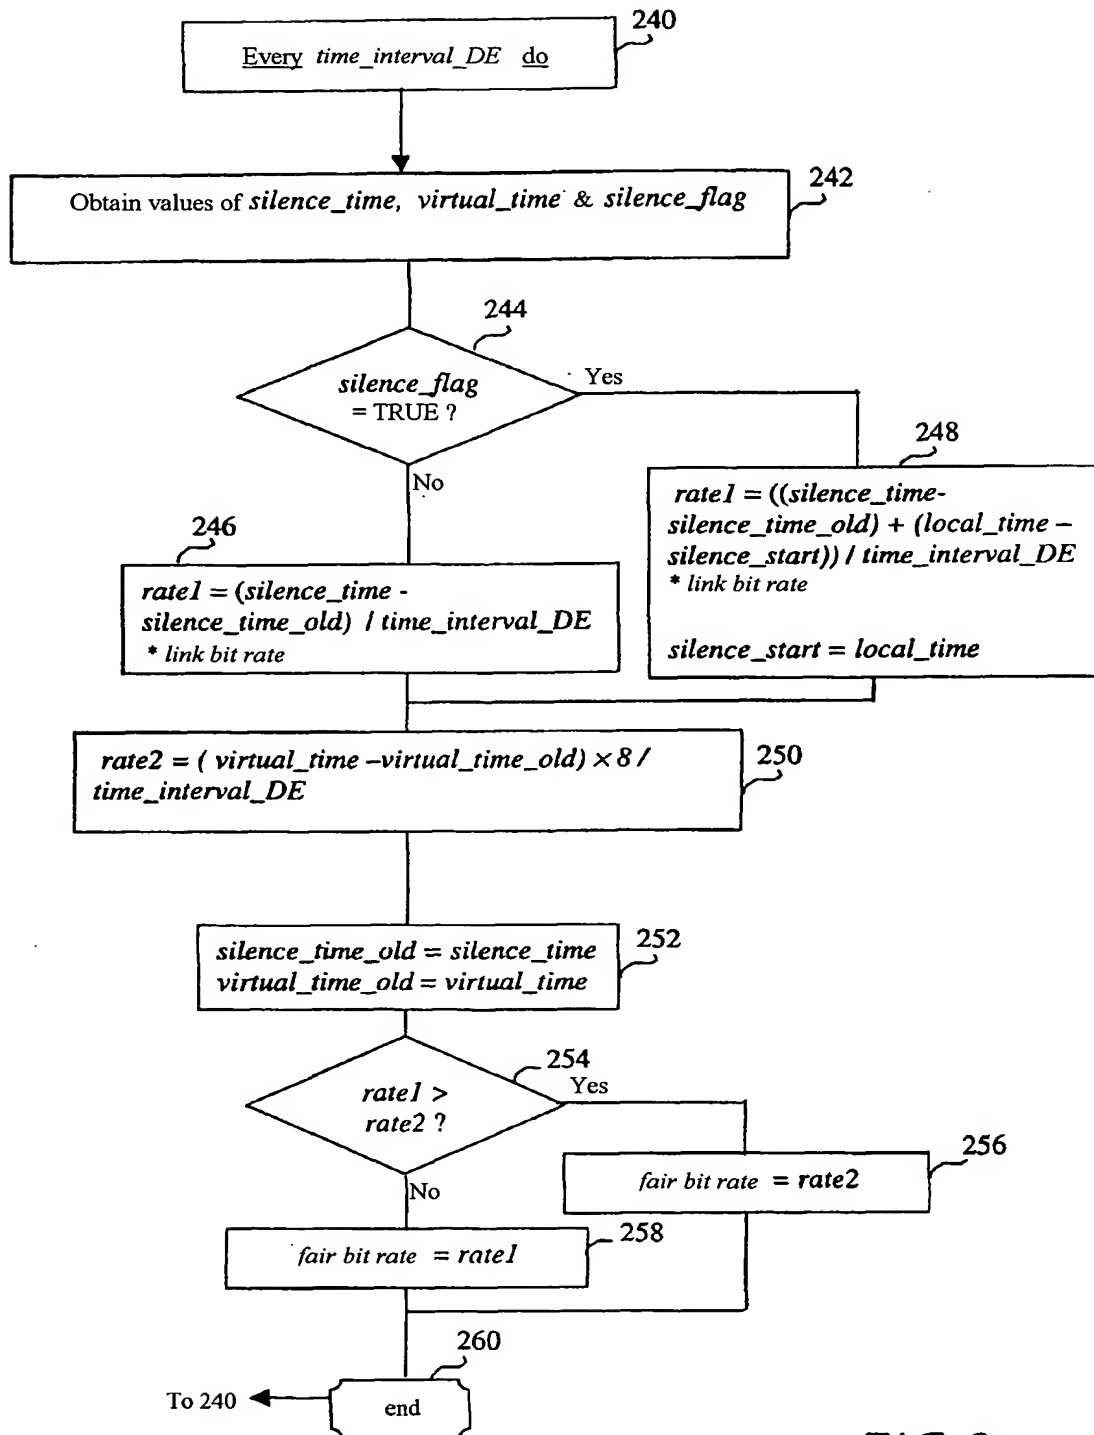 240
Every time_interval_DE do
242
Obtain values of silence_time, virtual_time & silence_flag
244
silence_flag
= TRUE ?
Yes
No
248
rate1 = ((silence_time-
silence_time_old) + (local_time –
silence_start)) / time_interval_DE
* link bit rate
silence_start = local_time
246
rate1 = (silence_time -
silence_time_old) / time_interval_DE
* link bit rate
250
rate2 = ( virtual_time –virtual_time_old) × 8 /
time_interval_DE
252
silence_time_old = silence_time
virtual_time_old = virtual_time
254
rate1 >
rate2 ?
Yes
No
256
fair bit rate = rate2
258
fair bit rate = rate1
260
end
To 240